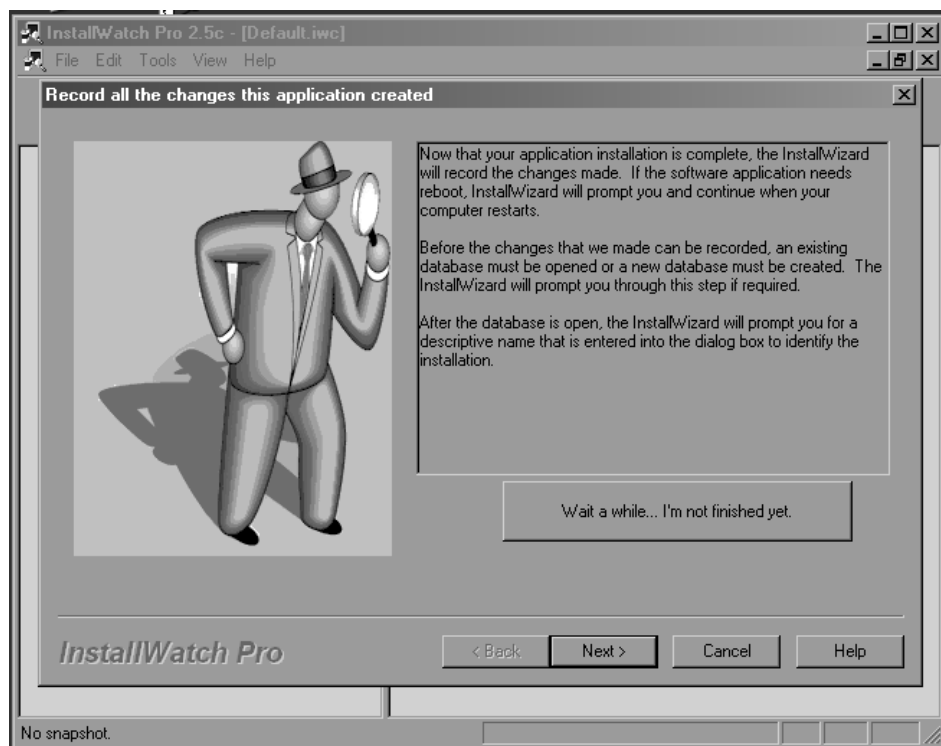 InstallWatch Pro 2.5c - [Default.iwc]
File Edit Tools View Help
Record all the changes this application created
Now that your application installation is complete, the InstallWizard
will record the changes made. If the software application needs
reboot, InstallWizard will prompt you and continue when your
computer restarts.
Before the changes that we made can be recorded, an existing
database must be opened or a new database must be created. The
InstallWizard will prompt you through this step if required.
After the database is open, the InstallWizard will prompt you for a
descriptive name that is entered into the dialog box to identify the
installation.
Wait a while... I'm not finished yet.
InstallWatch Pro
< Back Next > Cancel Help
No snapshot.